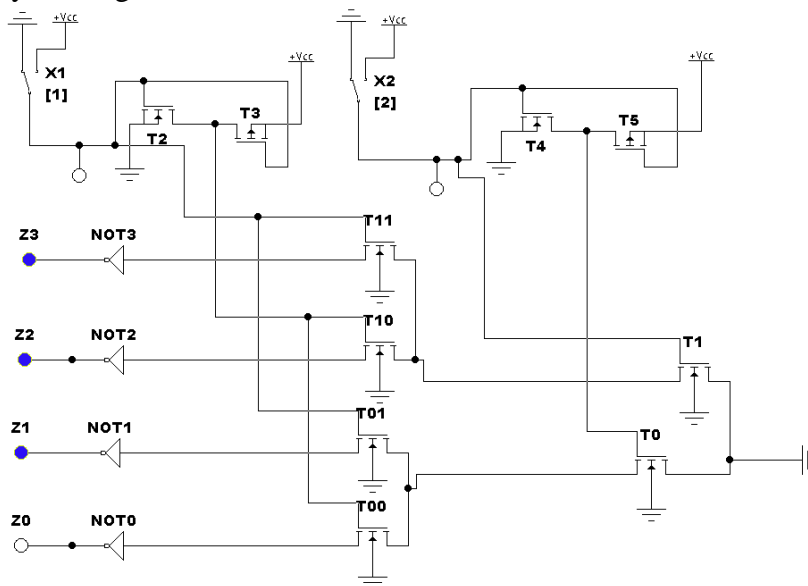 +Vcc
+Vcc
X1
[1]
+Vcc
T3
T2
X2
[2]
+Vcc
T5
T4
T11
Z3
NOT3
T10
Z2
NOT2
T1
T01
Z1
NOT1
T0
T00
Z0
NOT0